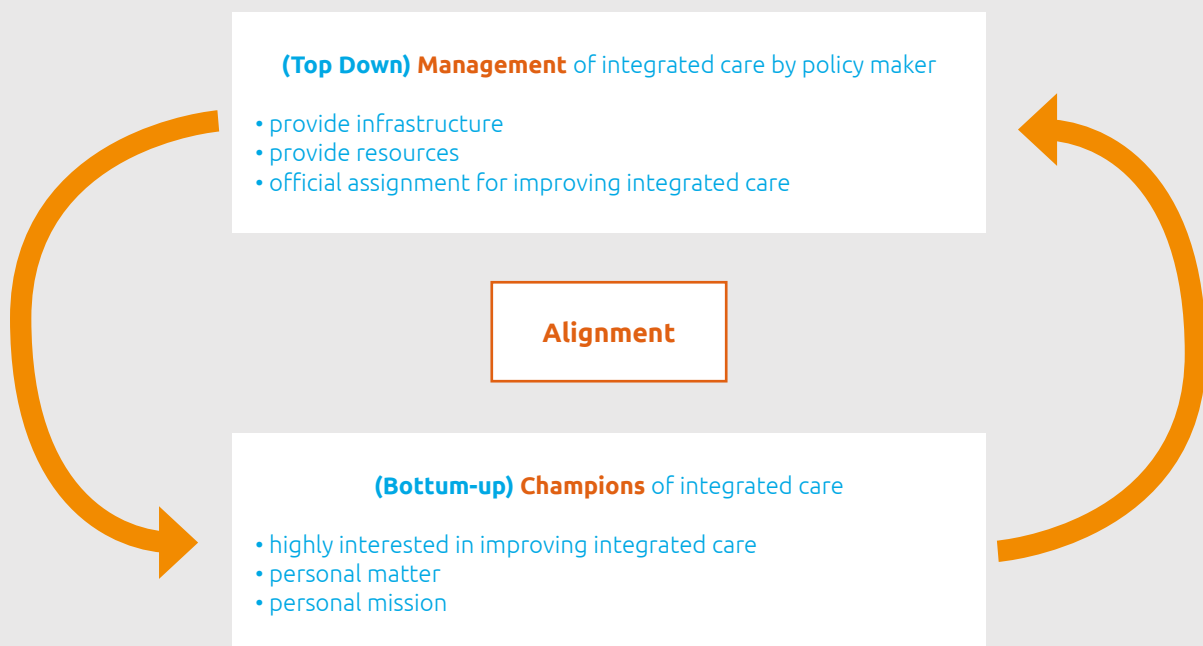 (Top Down) Management of integrated care by policy maker
• provide infrastructure
• provide resources
• official assignment for improving integrated care
Alignment
(Bottum-up) Champions of integrated care
• highly interested in improving integrated care
• personal matter
• personal mission